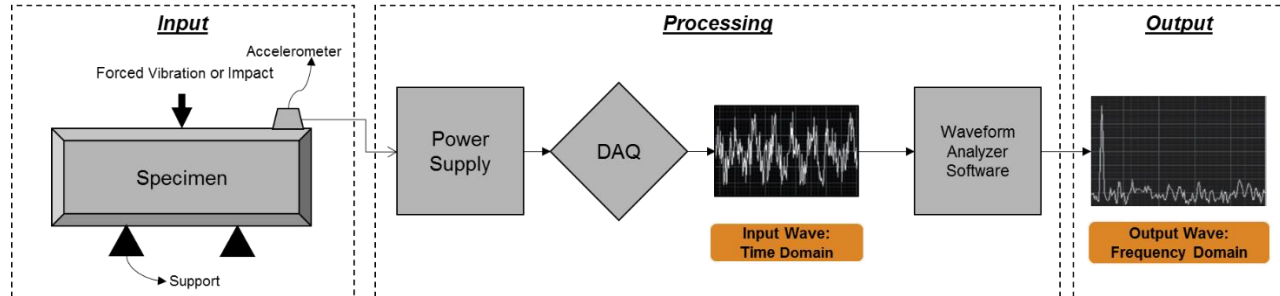 Input
Processing
Output
Accelerometer
Forced Vibration or Impact
Specimen
Support
Power
Supply
DAQ
Waveform
Analyzer
Software
Input Wave:
Time Domain
Output Wave:
Frequency Domain